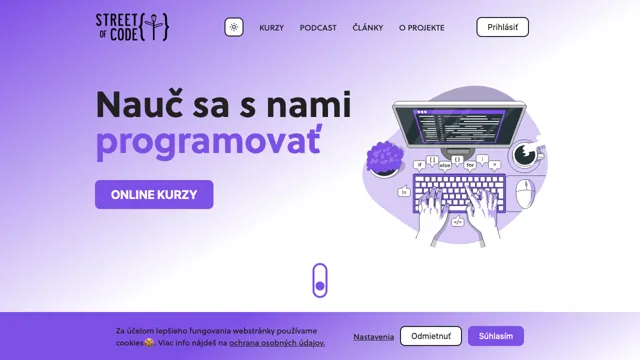 STREET
OF CODE{ }
KURZY PODCAST ČLÁNKY O PROJEKTE Prihlásiť
Nauč sa s nami
programovať
ONLINE KURZY
{ } ;
if else for =
</>
Za účelom lepšieho fungovania webstránky používame
cookies🍪. Viac info nájdeš na ochrana osobných údajov.
Nastavenia Odmietnuť Súhlasím